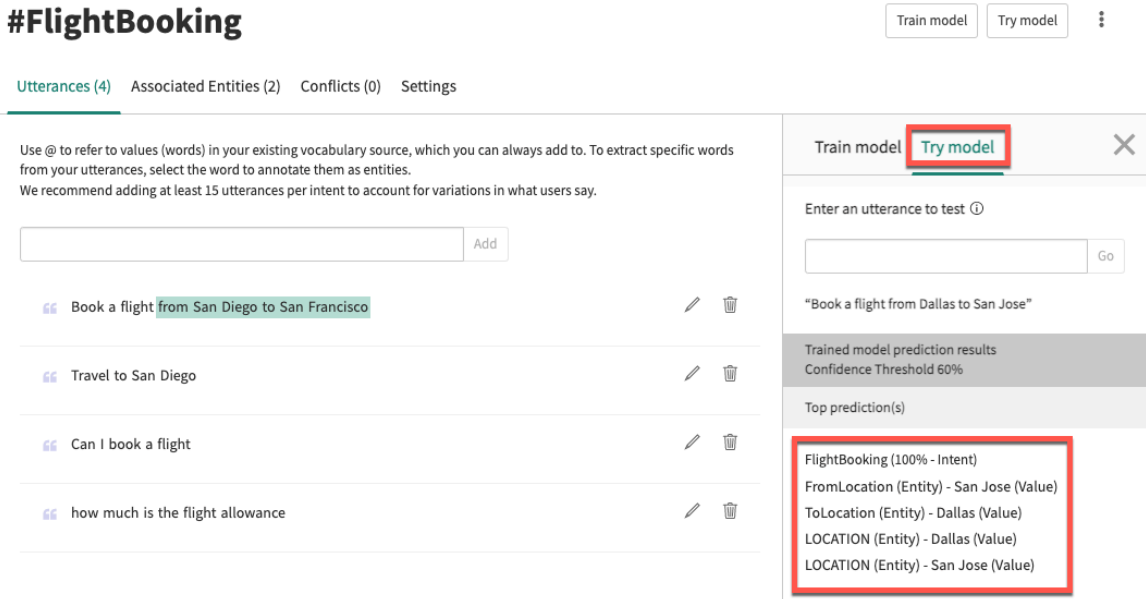 #FlightBooking
Train model
Try model
Utterances (4)
Associated Entities (2)
Conflicts (0)
Settings
Use @ to refer to values (words) in your existing vocabulary source, which you can always add to. To extract specific words
from your utterances, select the word to annotate them as entities.
We recommend adding at least 15 utterances per intent to account for variations in what users say.
Add
Book a flight from San Diego to San Francisco
Travel to San Diego
Can I book a flight
how much is the flight allowance
Train model
Try model
Enter an utterance to test
Go
“Book a flight from Dallas to San Jose”
Trained model prediction results
Confidence Threshold 60%
Top prediction(s)
FlightBooking (100% - Intent)
FromLocation (Entity) - San Jose (Value)
ToLocation (Entity) - Dallas (Value)
LOCATION (Entity) - Dallas (Value)
LOCATION (Entity) - San Jose (Value)